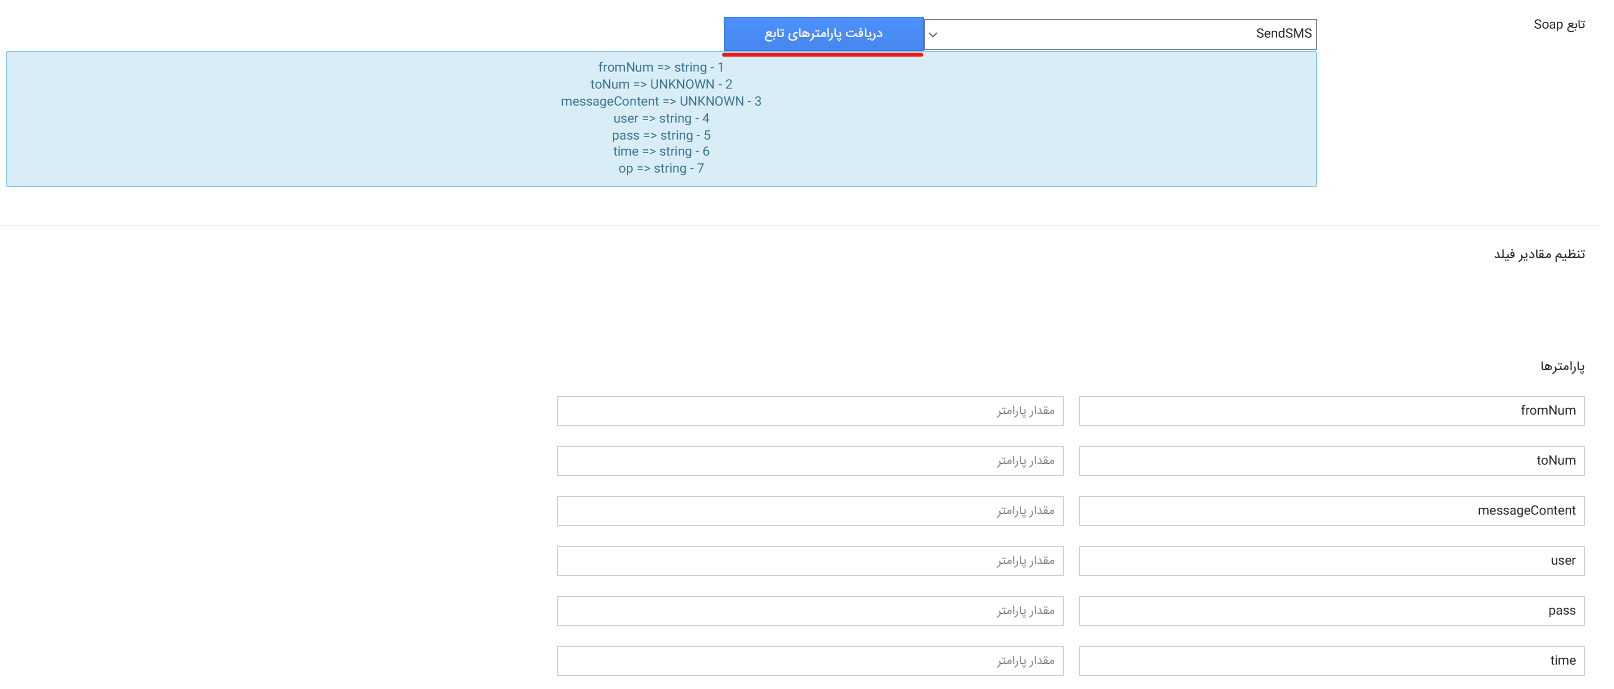 تابع Soap
SendSMS
دریافت پارامترهای تابع
fromNum => string - 1
toNum => UNKNOWN - 2
messageContent => UNKNOWN - 3
user => string - 4
pass => string - 5
time => string - 6
op => string - 7
تنظیم مقادیر فیلد
پارامترها
fromNum مقدار پارامتر
toNum مقدار پارامتر
messageContent مقدار پارامتر
user مقدار پارامتر
pass مقدار پارامتر
time مقدار پارامتر